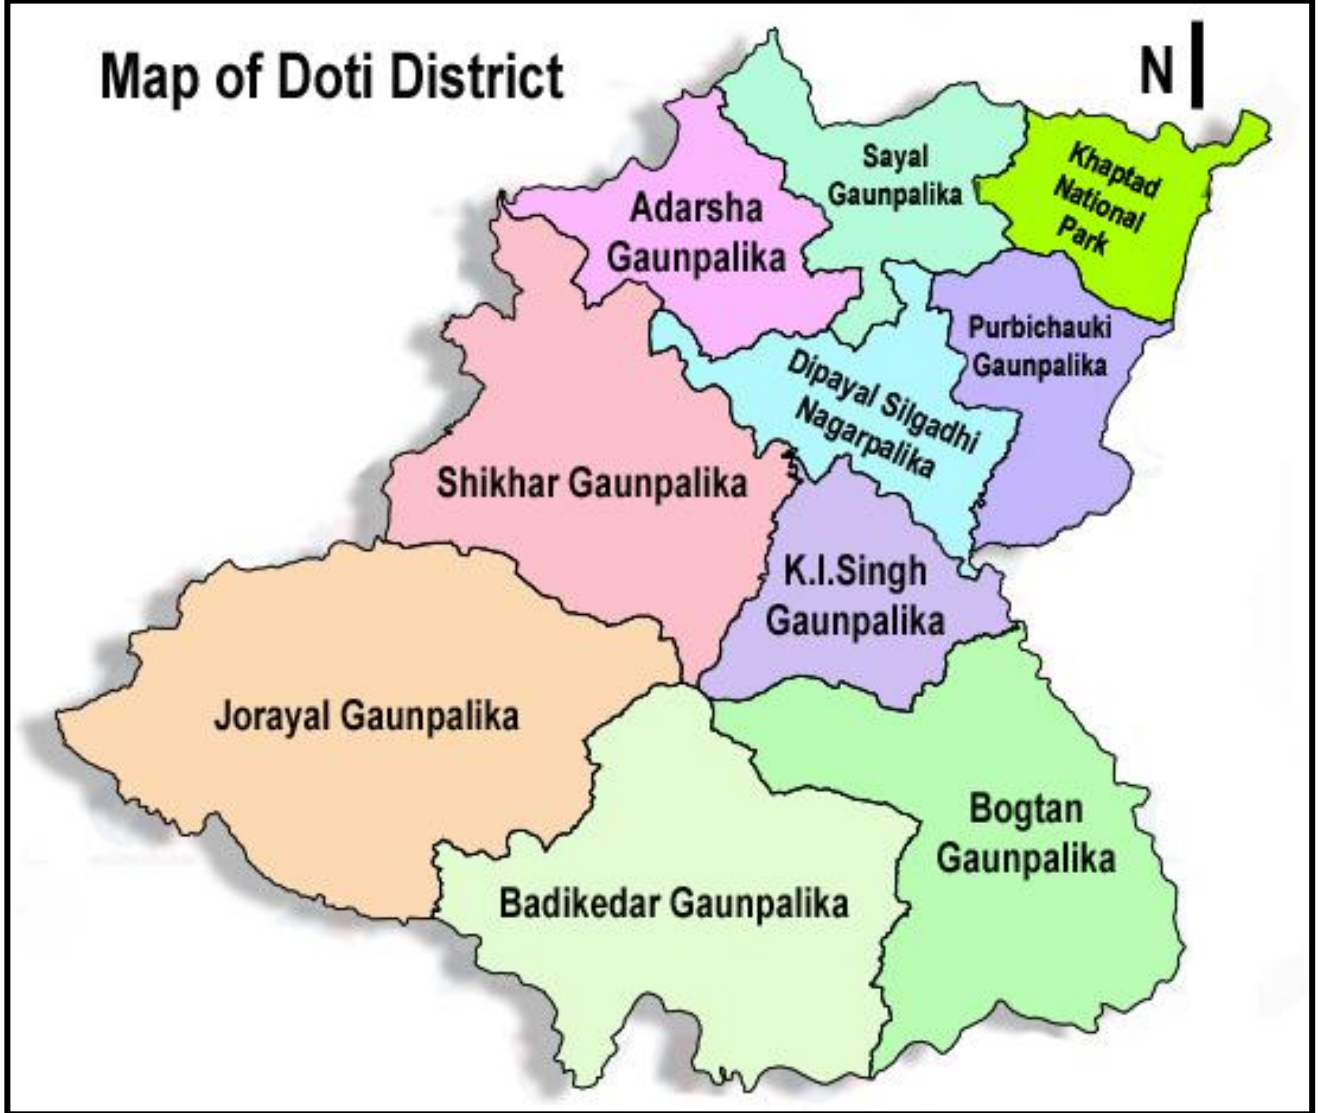 Map of Doti District
N
Sayal
Gaunpalika
Khaptad
National
Park
Adarsha
Gaunpalika
Purbichauki
Gaunpalika
Dipayal Silgadhi
Nagarpalika
Shikhar Gaunpalika
K.I.Singh
Gaunpalika
Jorayal Gaunpalika
Bogtan
Gaunpalika
Badikedar Gaunpalika